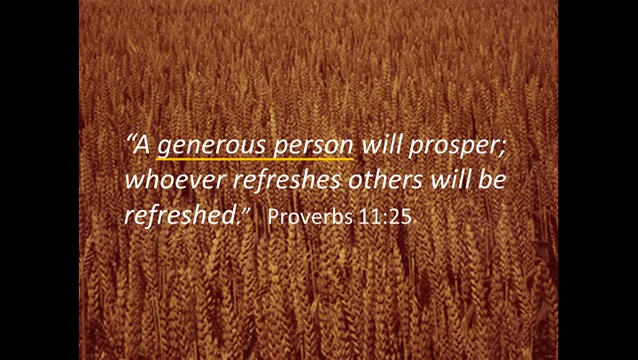 “A generous person will prosper;
whoever refreshes others will be
refreshed.” Proverbs 11:25